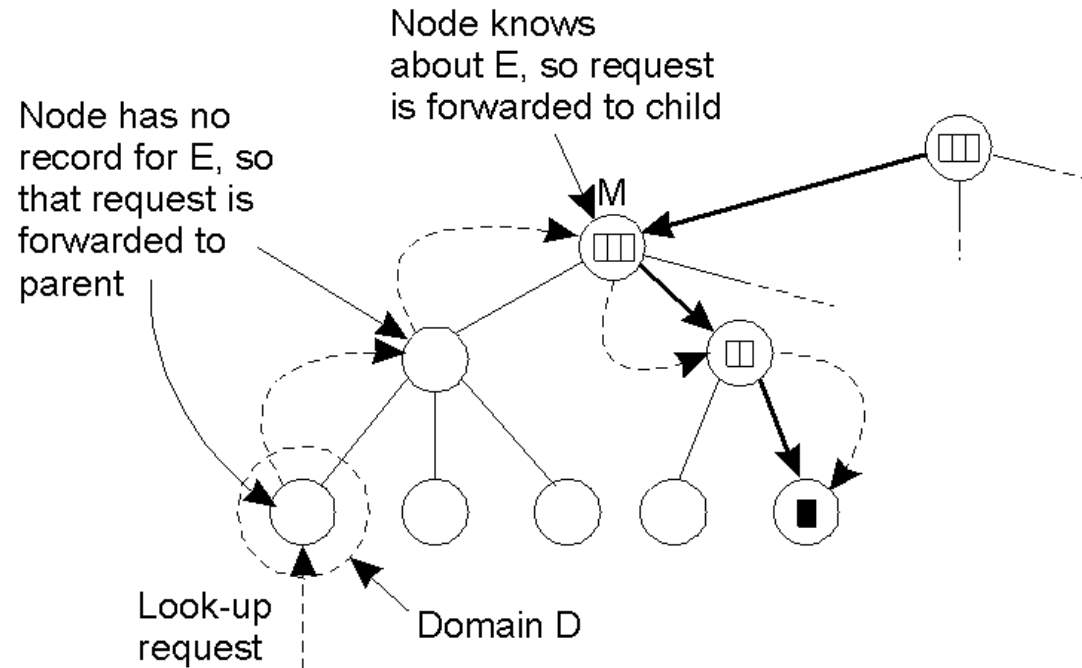 Node knows
about E, so request
is forwarded to child
Node has no
record for E, so
that request is
forwarded to
parent
M
Look-up
request
Domain D